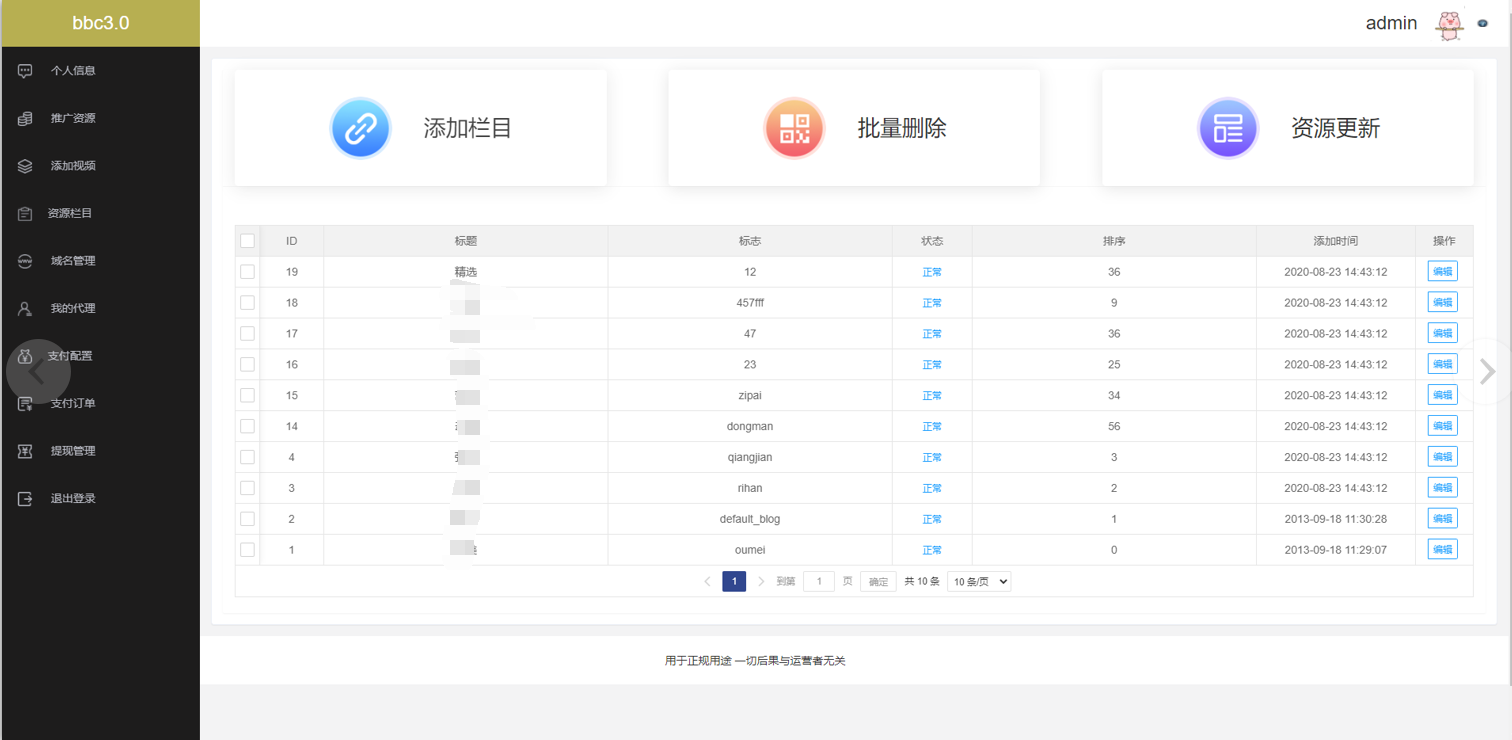 bbc3.0
admin
个人信息
推广资源
添加视频
资源栏目
域名管理
我的代理
支付配置
支付订单
提现管理
退出登录
添加栏目
批量删除
资源更新
ID 标题 标志 状态 排序 添加时间 操作
19 精选 12 正常 36 2020-08-23 14:43:12 编辑
18 457fff 正常 9 2020-08-23 14:43:12 编辑
17 47 正常 36 2020-08-23 14:43:12 编辑
16 23 正常 25 2020-08-23 14:43:12 编辑
15 zipai 正常 34 2020-08-23 14:43:12 编辑
14 dongman 正常 56 2020-08-23 14:43:12 编辑
4 qiangjian 正常 3 2020-08-23 14:43:12 编辑
3 rihan 正常 2 2020-08-23 14:43:12 编辑
2 default_blog 正常 1 2013-09-18 11:30:28 编辑
1 oumei 正常 0 2013-09-18 11:29:07 编辑
1 到第 1 页 确定 共 10 条 10 条/页
用于正规用途 一切后果与运营者无关